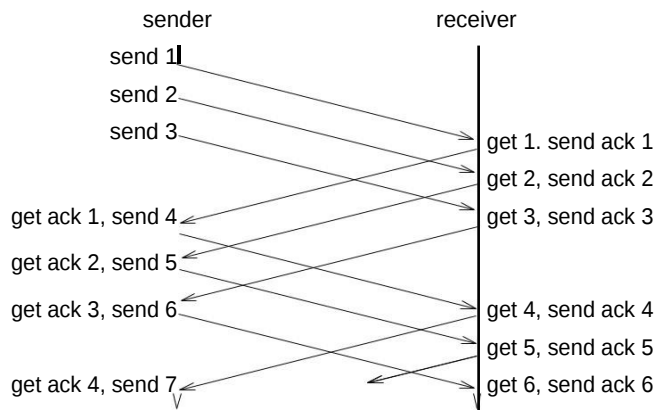 sender receiver
send 1
send 2
send 3
get 1. send ack 1
get 2, send ack 2
get ack 1, send 4 get 3, send ack 3
get ack 2, send 5
get ack 3, send 6 get 4, send ack 4
get 5, send ack 5
get ack 4, send 7 get 6, send ack 6